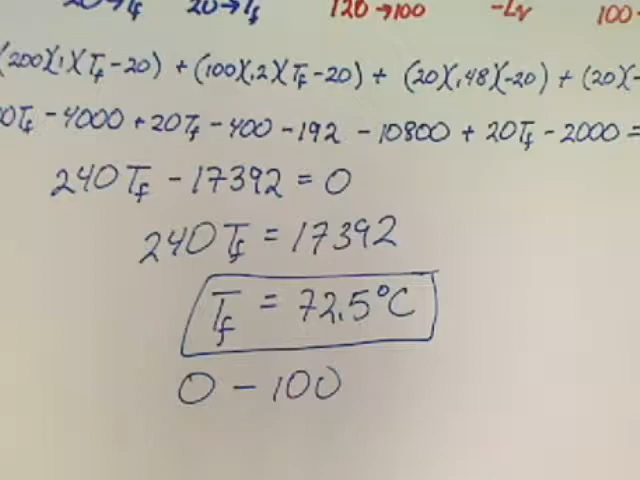 20→Tf 20→Tf 120→100 -Lv 100
(200)(1)(Tf-20) + (100)(.2)(Tf-20) + (20)(.48)(-20) + (20)(-
0Tf - 4000 + 20Tf - 400 - 192 - 10800 + 20Tf - 2000 =
240Tf - 17392 = 0
240Tf = 17392
Tf = 72.5°C
0 - 100